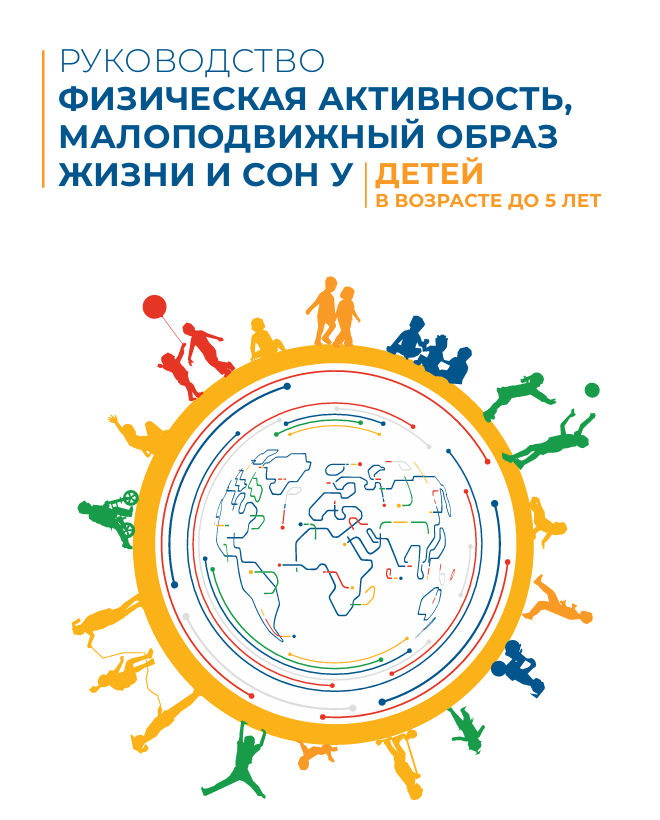 РУКОВОДСТВО
ФИЗИЧЕСКАЯ АКТИВНОСТЬ,
МАЛОПОДВИЖНЫЙ ОБРАЗ
ЖИЗНИ И СОН У ДЕТЕЙ
В ВОЗРАСТЕ ДО 5 ЛЕТ